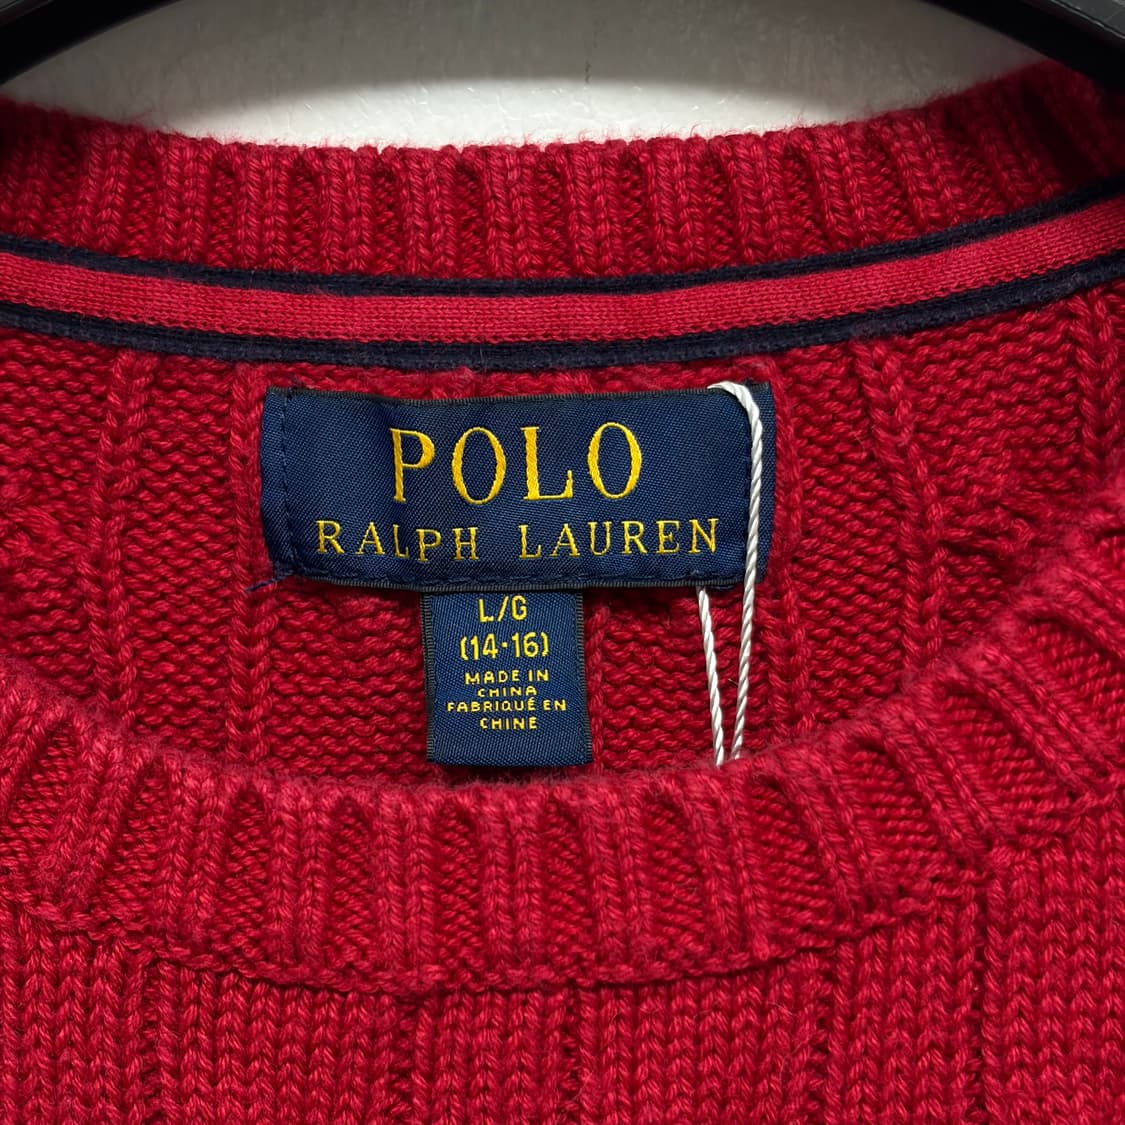 POLO
RALPH LAUREN
L/G
(14·16)
MADE IN
CHINA
FABRIQUÉ EN
CHINE